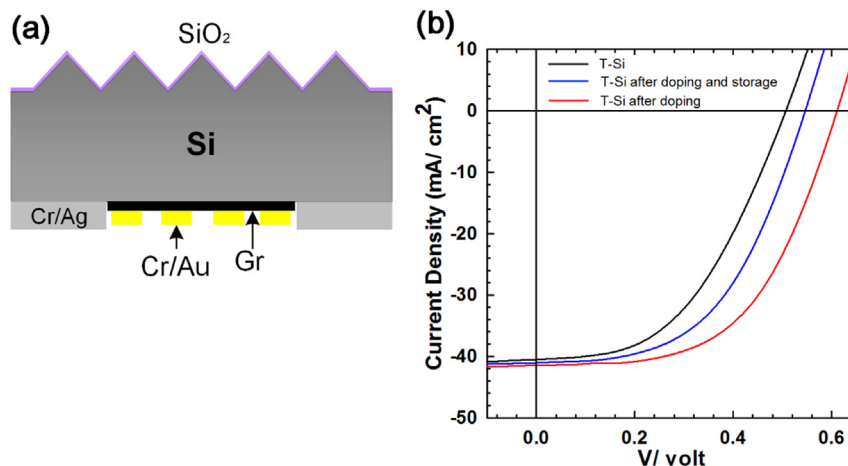 (a)
SiO₂
Si
Cr/Ag
Cr/Au
Gr
(b)
T-Si
T-Si after doping and storage
T-Si after doping
Current Density (mA/ cm²)
10
0
-10
-20
-30
-40
-50
0.0 0.2 0.4 0.6
V/ volt